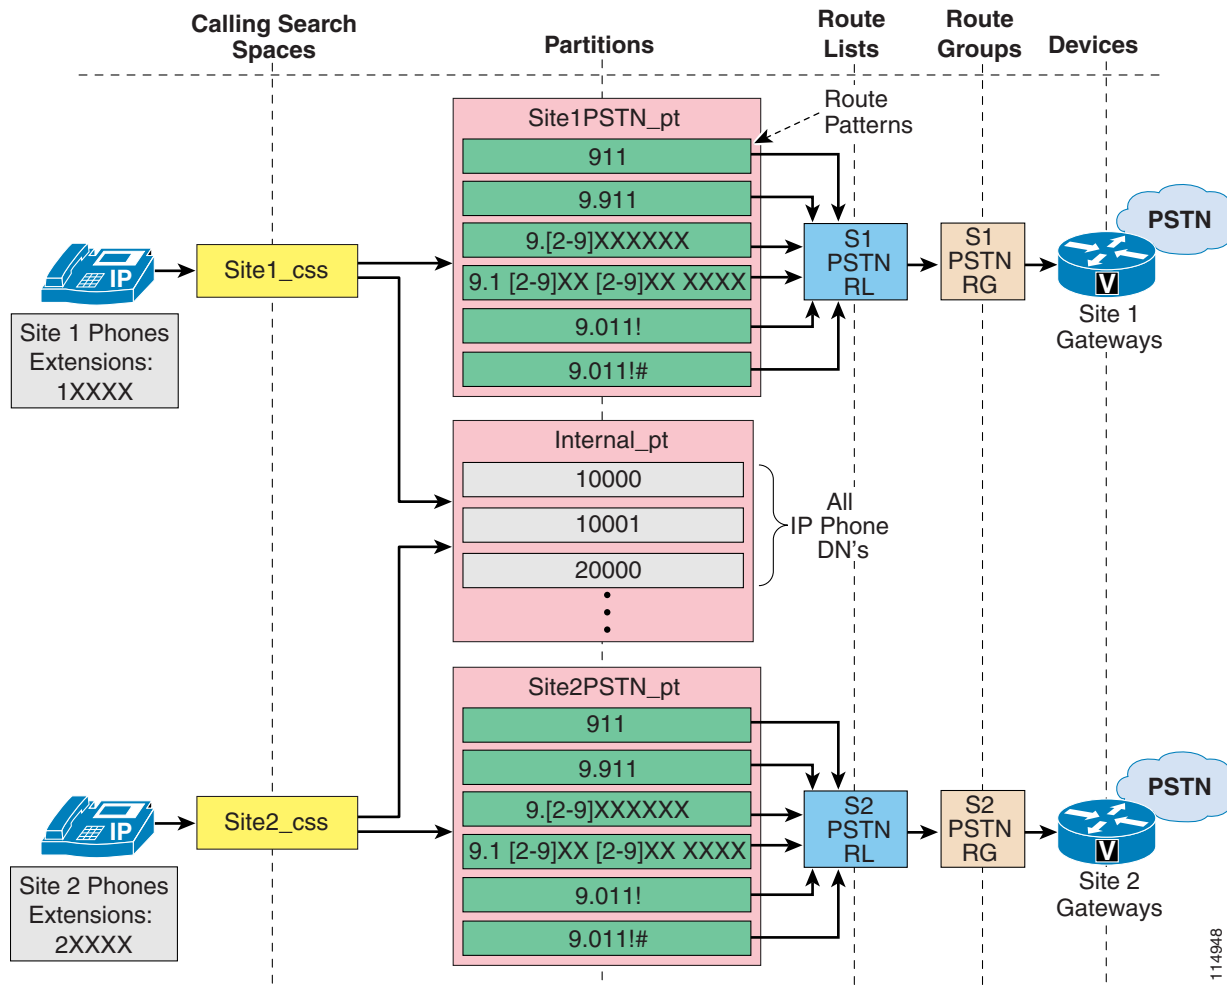 Calling Search
Spaces
Partitions
Route
Lists
Route
Groups
Devices
Site1PSTN_pt
Route
Patterns
911
9.911
9.[2-9]XXXXXX
9.1 [2-9]XX [2-9]XX XXXX
9.011!
9.011!#
IP
Site1_css
S1
PSTN
RL
S1
PSTN
RG
PSTN
V
Site 1
Gateways
Site 1 Phones
Extensions:
1XXXX
Internal_pt
10000
10001
20000
All
IP Phone
DN's
Site2PSTN_pt
911
9.911
9.[2-9]XXXXXX
9.1 [2-9]XX [2-9]XX XXXX
9.011!
9.011!#
IP
Site2_css
S2
PSTN
RL
S2
PSTN
RG
PSTN
V
Site 2
Gateways
Site 2 Phones
Extensions:
2XXXX
114948